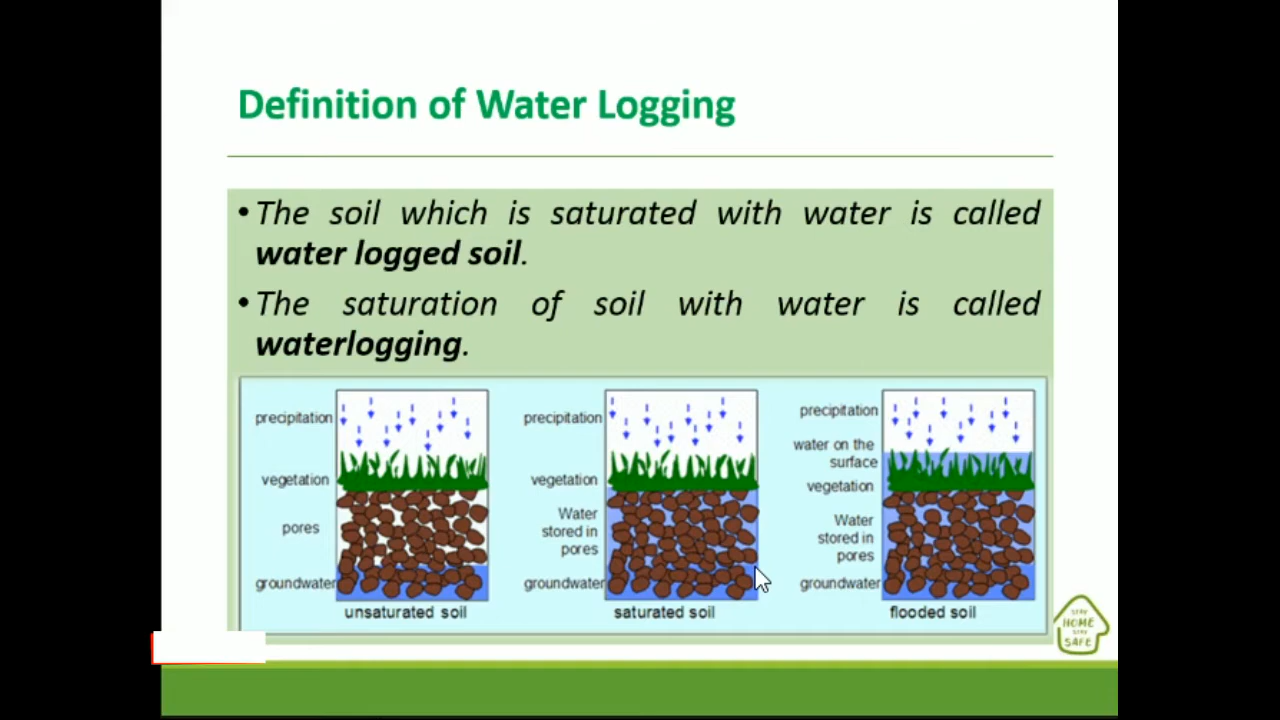 Definition of Water Logging
• The soil which is saturated with water is called
water logged soil.
• The saturation of soil with water is called
waterlogging.
precipitation
vegetation
pores
groundwater
unsaturated soil
precipitation
vegetation
Water
stored in
pores
groundwater
saturated soil
precipitation
water on the
surface
vegetation
Water
stored in
pores
groundwater
flooded soil
STAY
HOME
STAY
SAFE